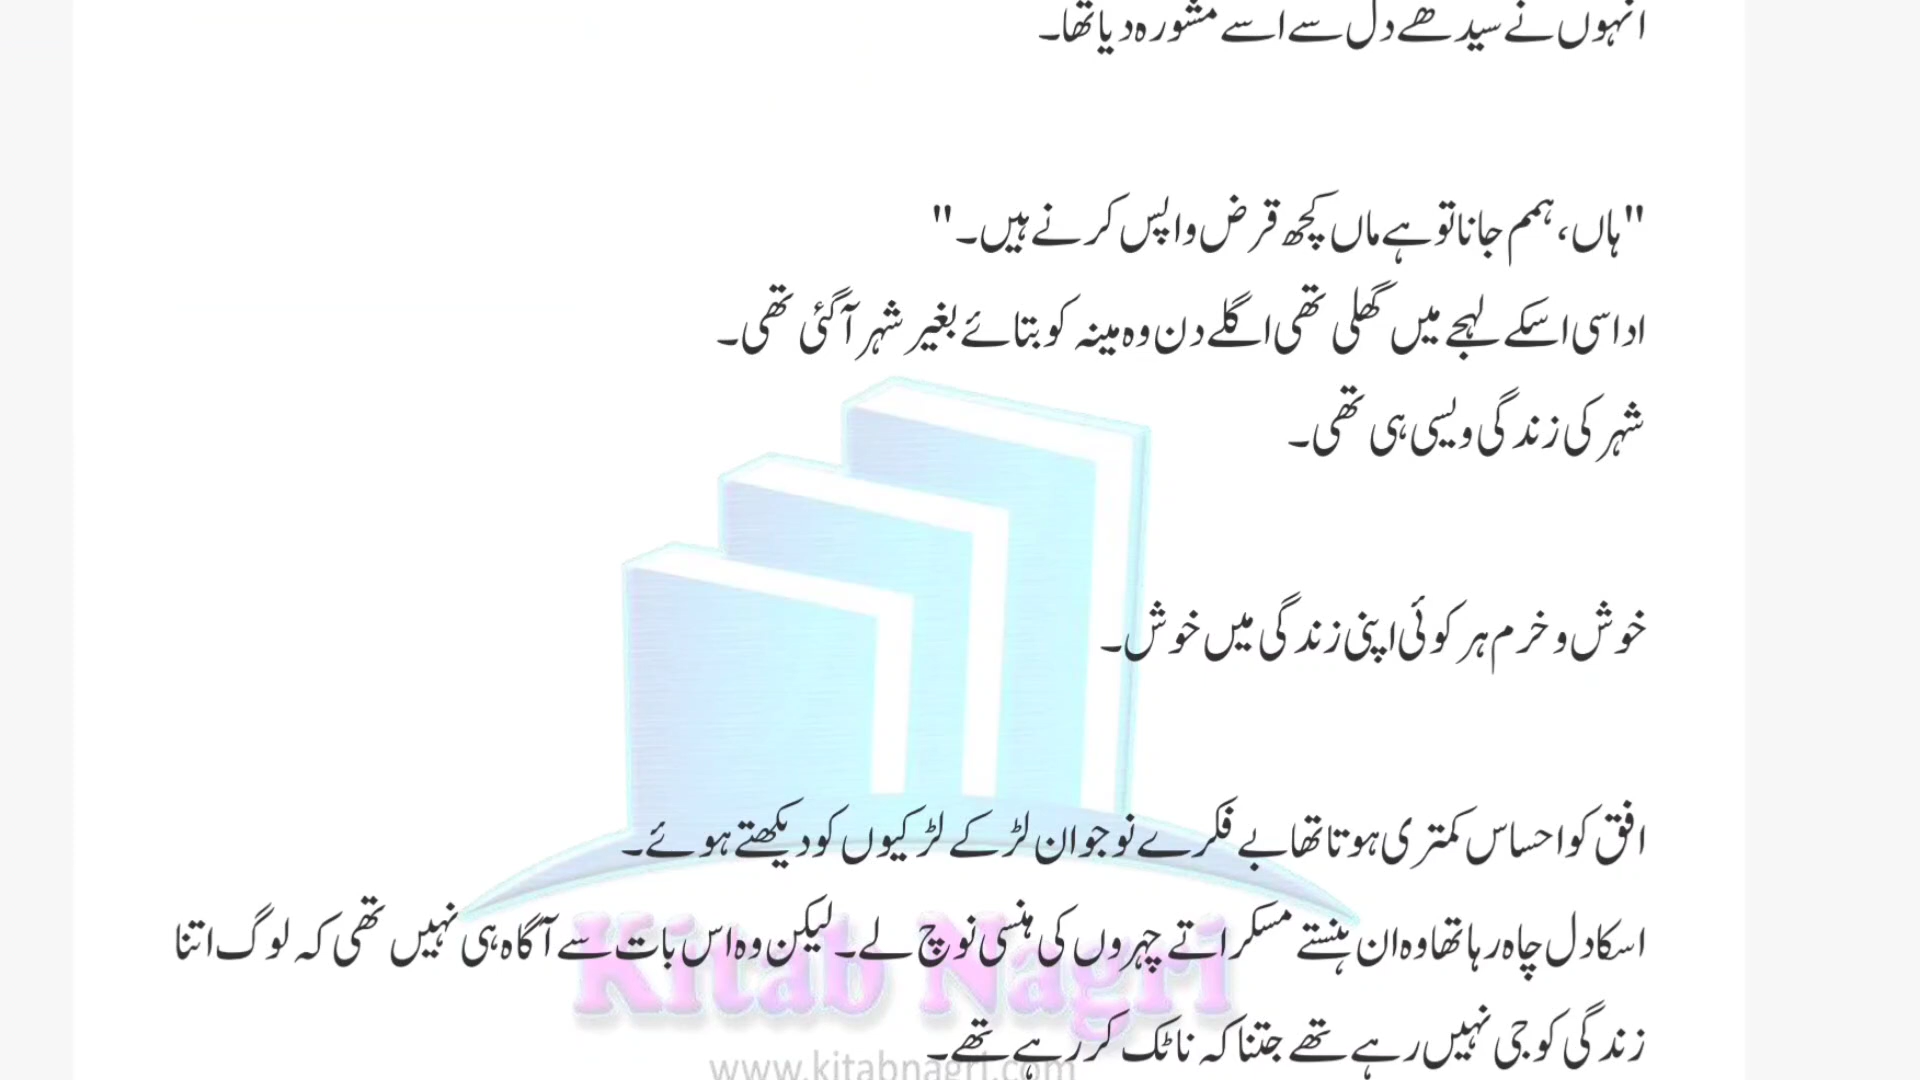 انہوں نے سیدھے دل سے اسے مشورہ دیا تھا۔
"ہاں، ہمم جانا تو ہے ماں کچھ قرض واپس کرنے ہیں۔"
اداسی اسکے لہجے میں گھلی تھی اگلے دن وہ مینہ کو بتائے بغیر شہر آگئی تھی۔
شہر کی زندگی ویسی ہی تھی۔
خوش و خرم ہر کوئی اپنی زندگی میں خوش۔
افق کو احساس کمتری ہوتا تھا بے فکرے نوجوان لڑکے لڑکیوں کو دیکھتے ہوئے۔
اسکا دل چاہ رہا تھا وہ ان ہنستے مسکراتے چہروں کی ہنسی نوچ لے۔ لیکن وہ اس بات سے آگاہ ہی نہیں تھی کہ لوگ اتنا
Kitab Nagri
زندگی کو جی نہیں رہے تھے جتنا کہ ناٹک کر رہے تھے۔
www.kitabnagri.com